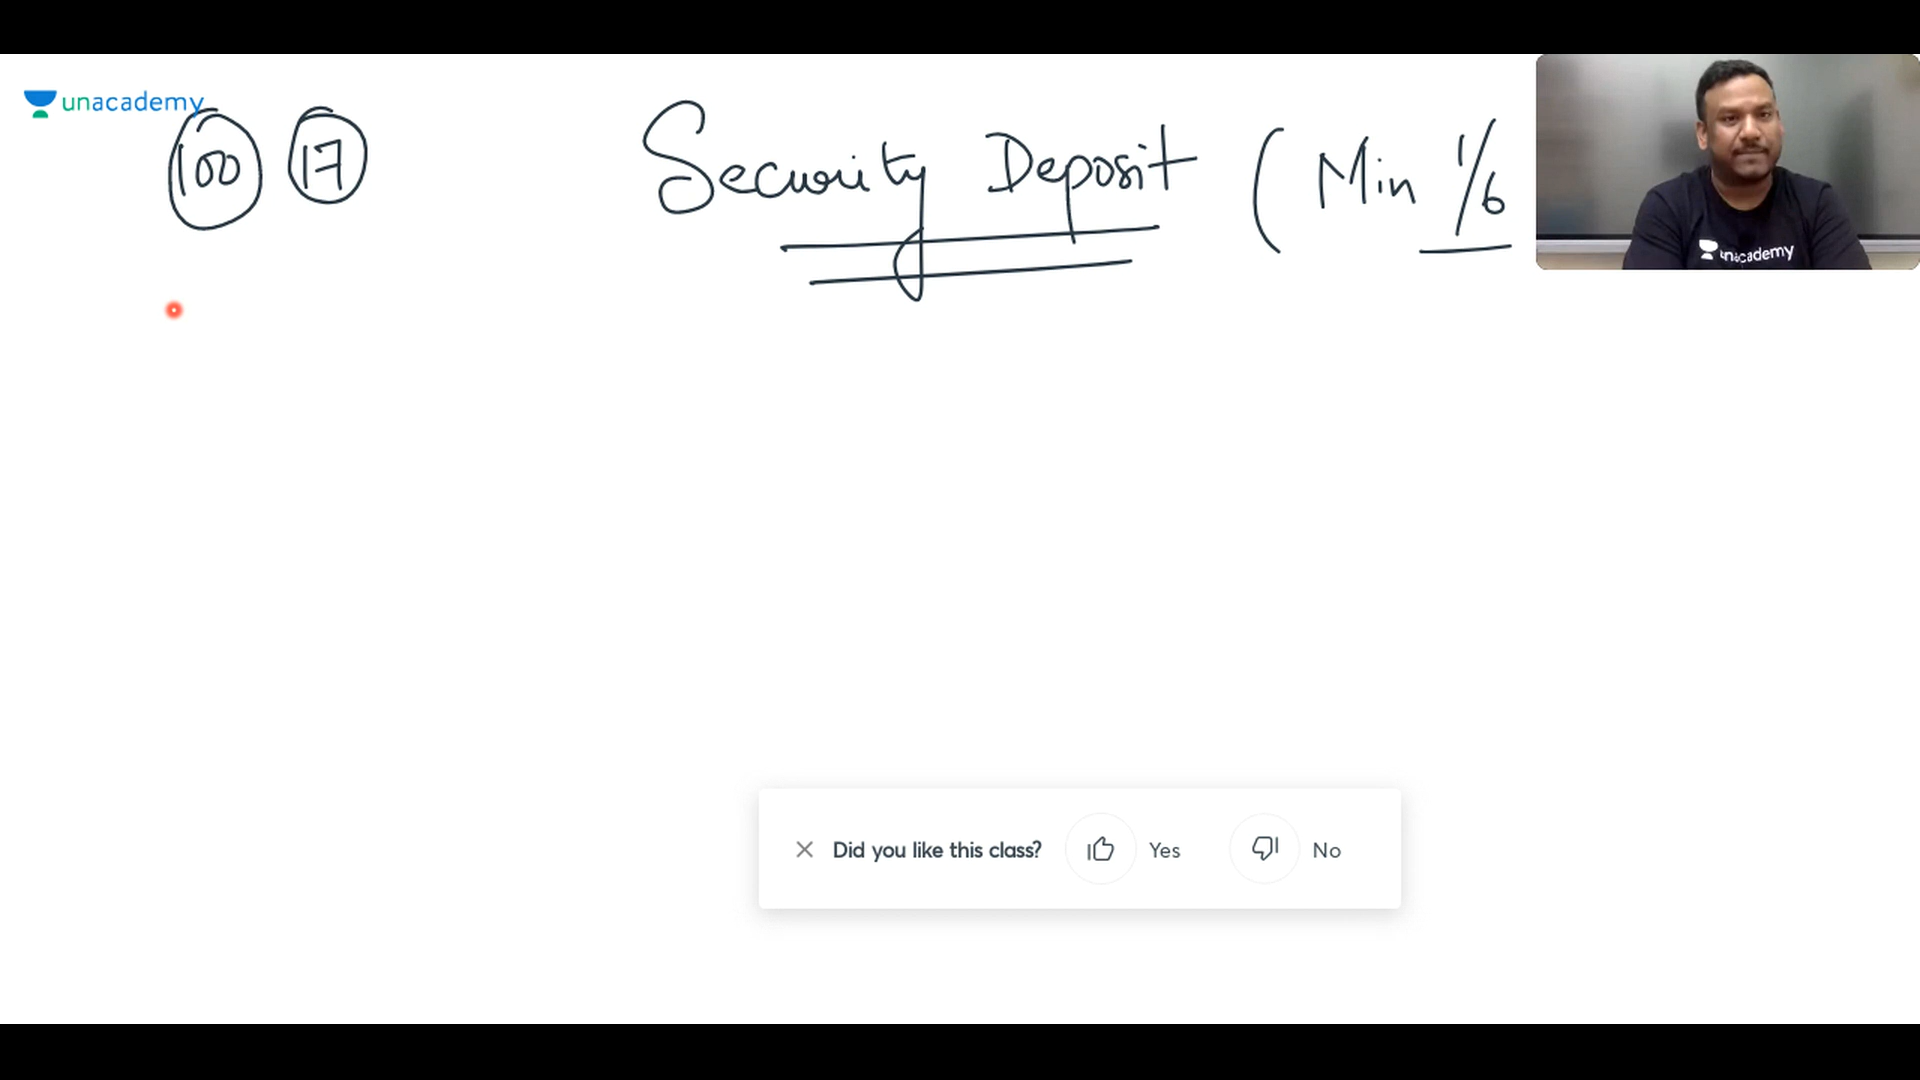 unacademy
100 17 Security Deposit ( Min 1/6
unacademy
Did you like this class? Yes No